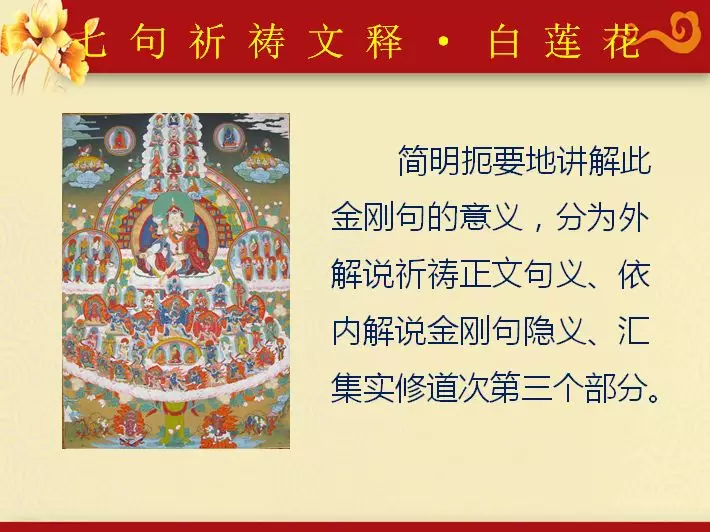 七句祈祷文释·白莲花
简明扼要地讲解此
金刚句的意义，分为外
解说祈祷正文句义、依
内解说金刚句隐义、汇
集实修道次第三个部分。